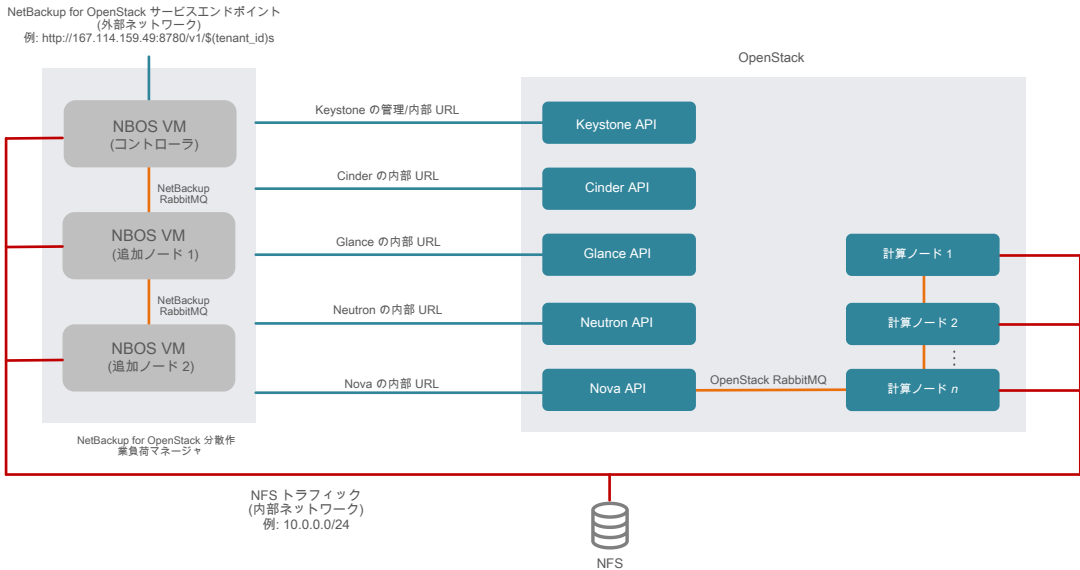 NetBackup for OpenStack サービスエンドポイント
(外部ネットワーク)
例: http://167.114.159.49:8780/v1/$(tenant_id)s
OpenStack
NBOS VM
(コントローラ)
NetBackup
RabbitMQ
NBOS VM
(追加ノード 1)
NetBackup
RabbitMQ
NBOS VM
(追加ノード 2)
NetBackup for OpenStack 分散作
業負荷マネージャ
Keystone の管理/内部 URL
Cinder の内部 URL
Glance の内部 URL
Neutron の内部 URL
Nova の内部 URL
Keystone API
Cinder API
Glance API
Neutron API
Nova API
OpenStack RabbitMQ
計算ノード 1
計算ノード 2
⋮
計算ノード n
NFS トラフィック
(内部ネットワーク)
例: 10.0.0.0/24
NFS